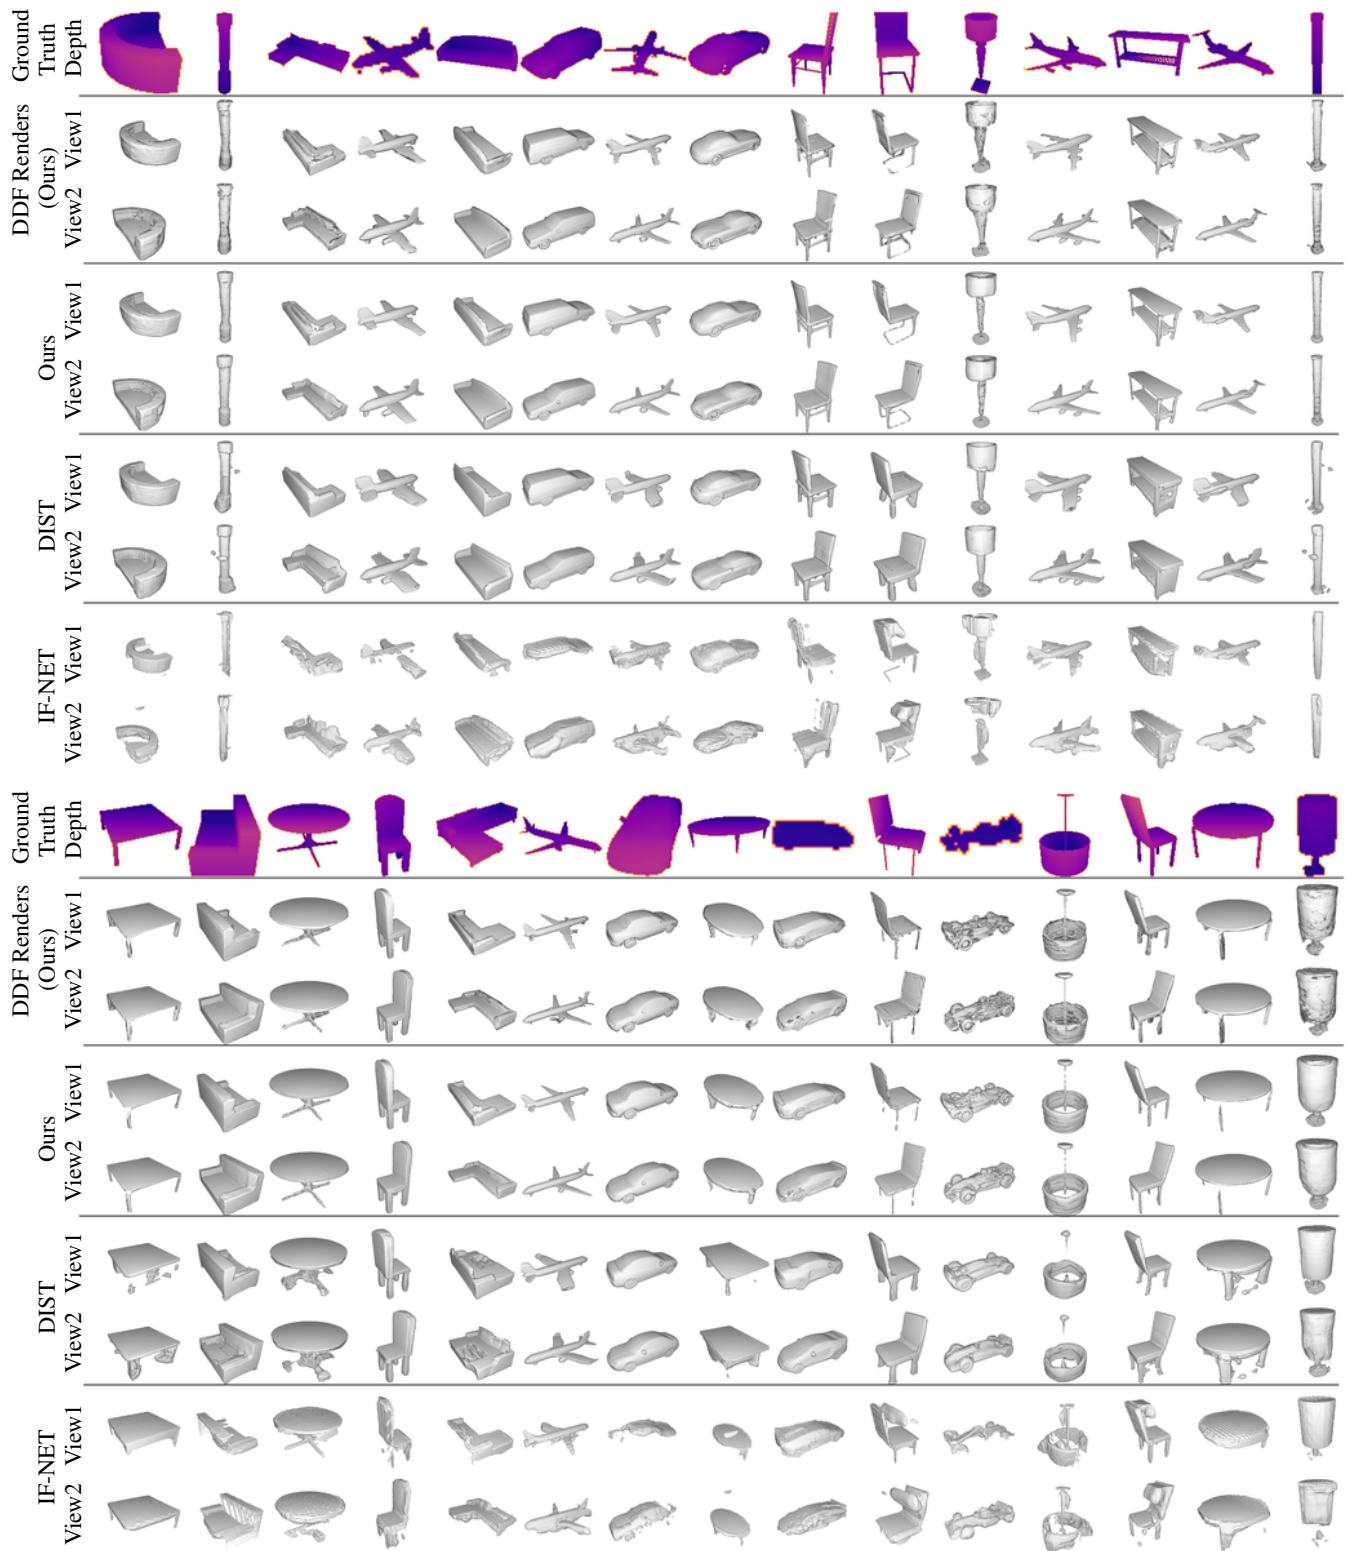 Ground
Truth
Depth
DDF Renders
(Ours)
View1
View2
Ours
View1
View2
DIST
View1
View2
IF-NET
View1
View2
Ground
Truth
Depth
DDF Renders
(Ours)
View1
View2
Ours
View1
View2
DIST
View1
View2
IF-NET
View1
View2